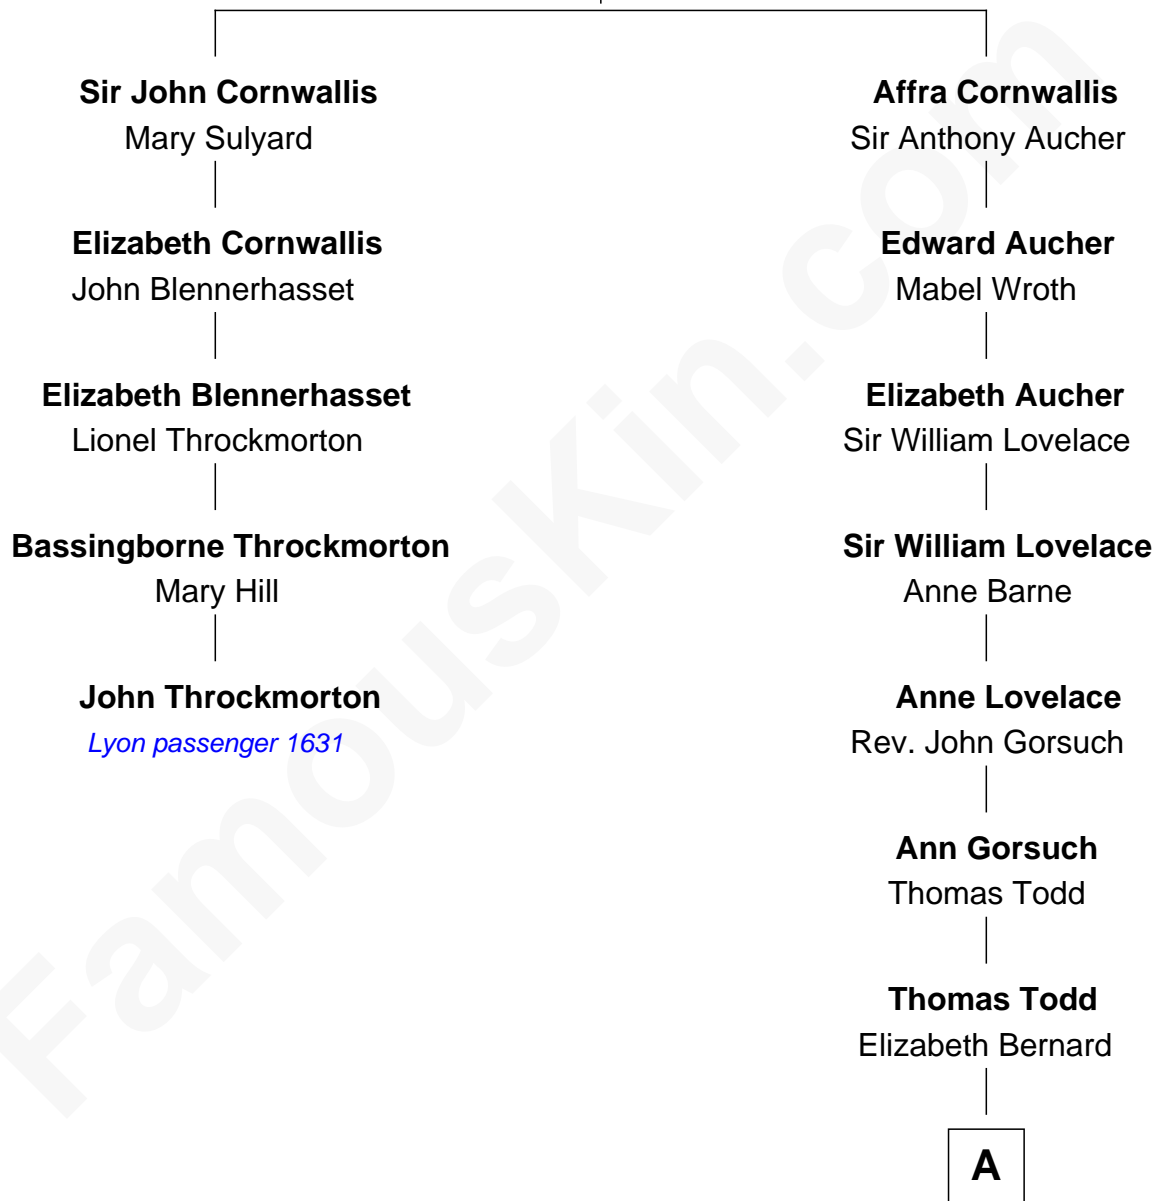 Sir John Cornwallis
Mary Sulyard
Elizabeth Cornwallis
John Blennerhasset
Elizabeth Blennerhasset
Lionel Throckmorton
Bassingborne Throckmorton
Mary Hill
John Throckmorton
Lyon passenger 1631
Affra Cornwallis
Sir Anthony Aucher
Edward Aucher
Mabel Wroth
Elizabeth Aucher
Sir William Lovelace
Sir William Lovelace
Anne Barne
Anne Lovelace
Rev. John Gorsuch
Ann Gorsuch
Thomas Todd
Thomas Todd
Elizabeth Bernard
A
FamousKin.com